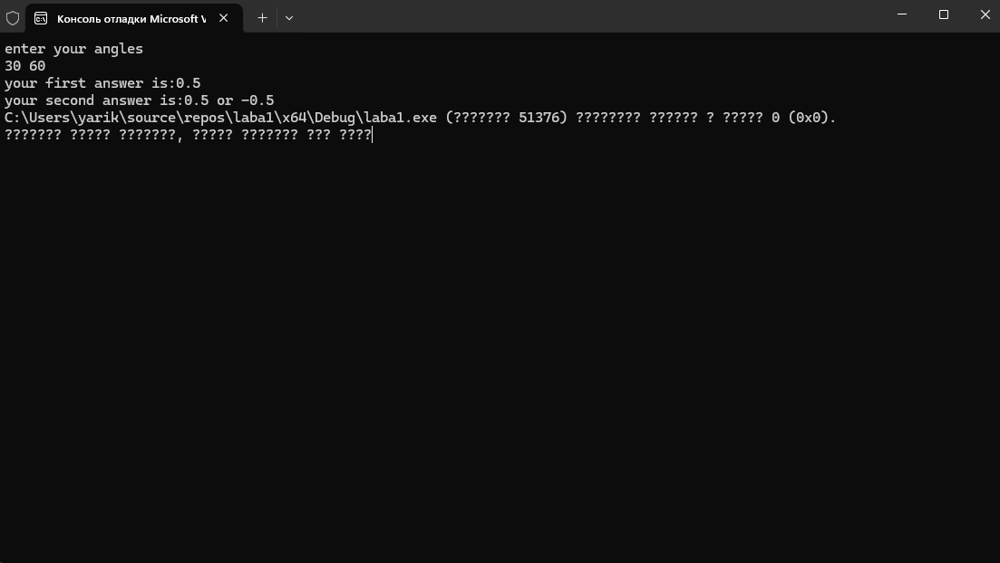 Консоль отладки Microsoft V
enter your angles
30 60
your first answer is:0.5
your second answer is:0.5 or -0.5
C:\Users\yarik\source\repos\laba1\x64\Debug\laba1.exe (??????? 51376) ???????? ?????? ? ????? 0 (0x0).
??????? ????? ???????, ????? ??????? ??? ????